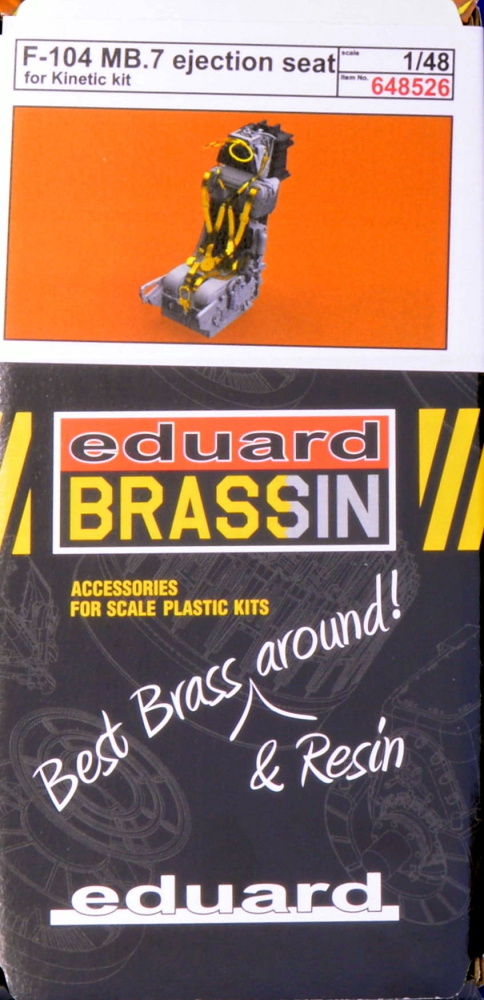 F-104 MB.7 ejection seat
for Kinetic kit
scale
1/48
Item No.
648526
eduard
BRASSIN
ACCESSORIES
FOR SCALE PLASTIC KITS
Best Brass around!
& Resin
eduard